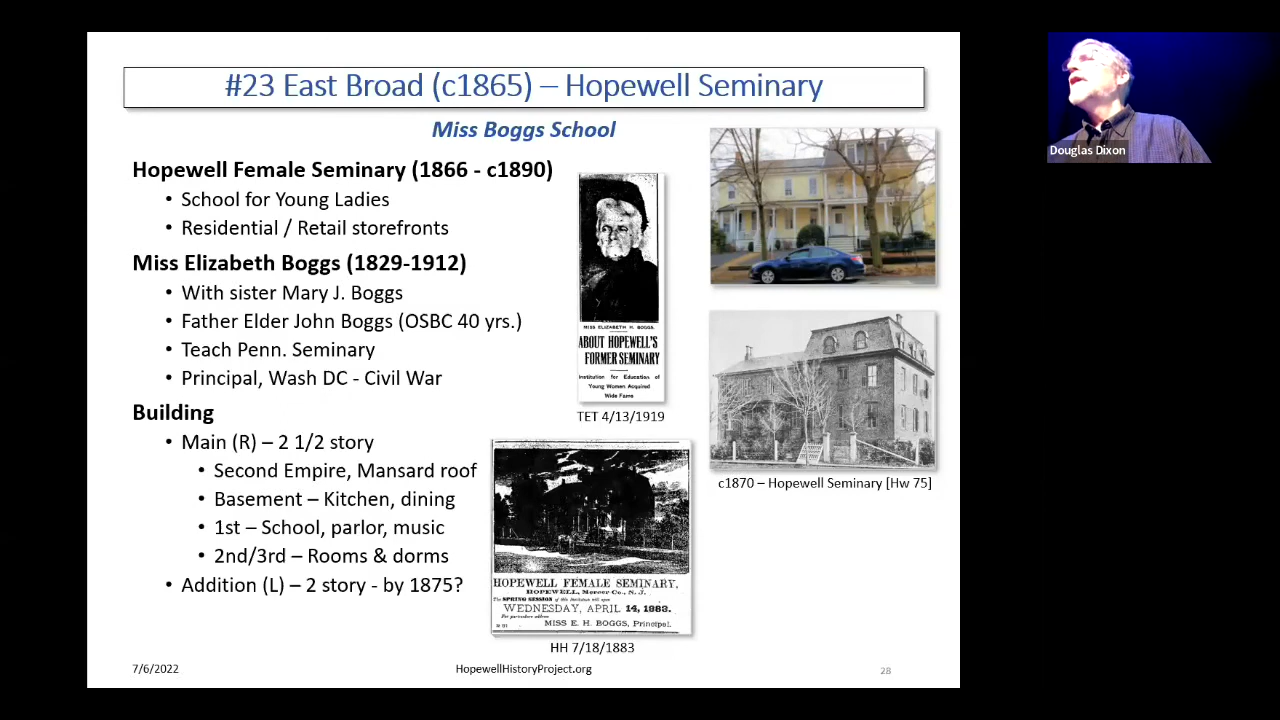 #23 East Broad (c1865) – Hopewell Seminary
Miss Boggs School
Hopewell Female Seminary (1866 - c1890)
• School for Young Ladies
• Residential / Retail storefronts
Miss Elizabeth Boggs (1829-1912)
• With sister Mary J. Boggs
• Father Elder John Boggs (OSBC 40 yrs.)
• Teach Penn. Seminary
• Principal, Wash DC - Civil War
Building
• Main (R) – 2 1/2 story
• Second Empire, Mansard roof
• Basement – Kitchen, dining
• 1st – School, parlor, music
• 2nd/3rd – Rooms & dorms
• Addition (L) – 2 story - by 1875?
MISS ELIZABETH H. BOGGS.
ABOUT HOPEWELL'S
FORMER SEMINARY
Institution for Education of
Young Women Acquired
Wide Fame
TET 4/13/1919
HOPEWELL FEMALE SEMINARY,
HOPEWELL, Mercer Co., N. J.
The SPRING SESSION of this Institution will open
WEDNESDAY, APRIL 14, 1883.
For particulars address
MISS E. H. BOGGS, Principal.
HH 7/18/1883
c1870 – Hopewell Seminary [Hw 75]
Douglas Dixon
7/6/2022
HopewellHistoryProject.org
28